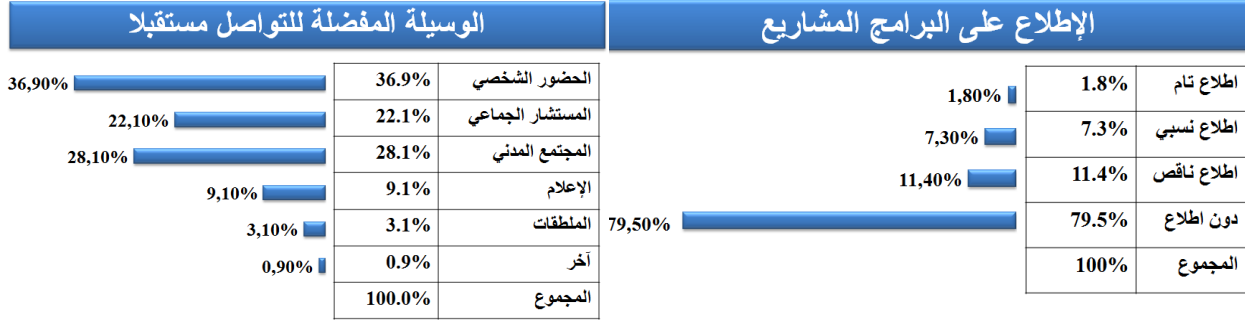 الإطلاع على البرامج المشاريع
اطلاع تام 1.8% 1,80%
اطلاع نسبي 7.3% 7,30%
اطلاع ناقص 11.4% 11,40%
دون اطلاع 79.5% 79,50%
المجموع 100%
الوسيلة المفضلة للتواصل مستقبلا
الحضور الشخصي 36.9% 36,90%
المستشار الجماعي 22.1% 22,10%
المجتمع المدني 28.1% 28,10%
الإعلام 9.1% 9,10%
الملطقات 3.1% 3,10%
آخر 0.9% 0,90%
المجموع 100.0%